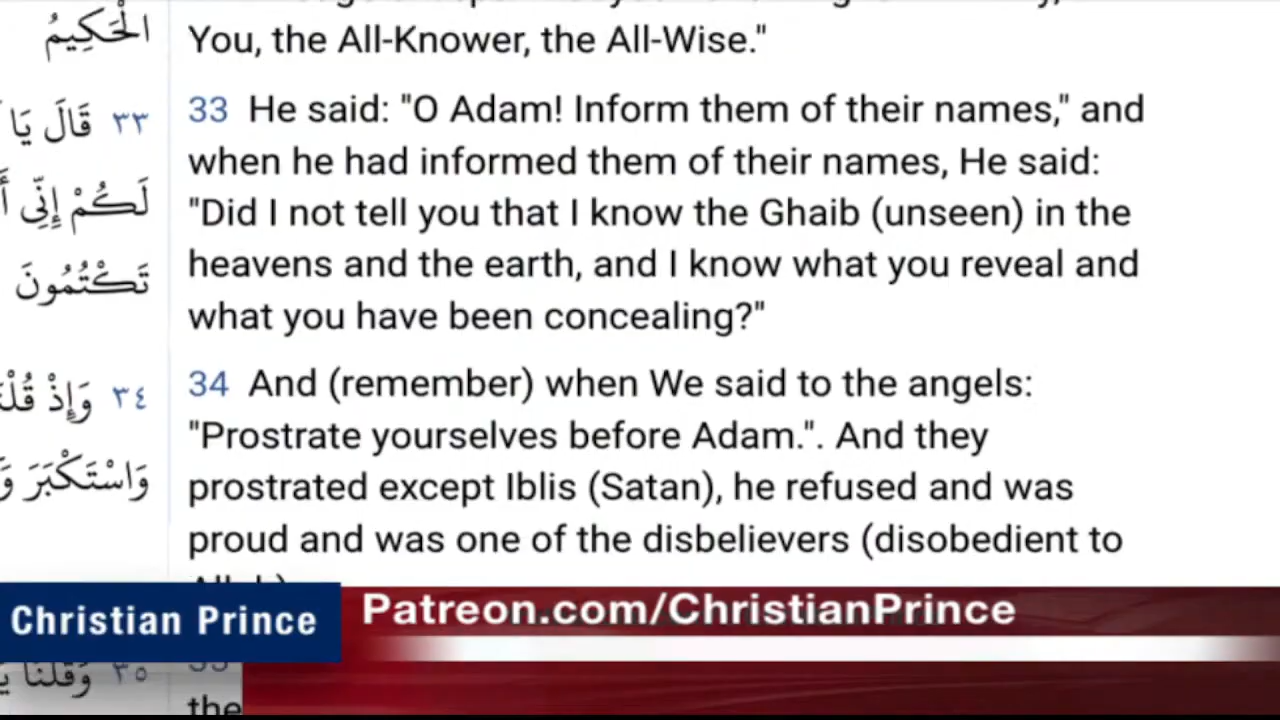 You, the All-Knower, the All-Wise."
الْحَكِيمُ
33 He said: "O Adam! Inform them of their names," and
when he had informed them of their names, He said:
"Did I not tell you that I know the Ghaib (unseen) in the
heavens and the earth, and I know what you reveal and
what you have been concealing?"
٣٣ قَالَ يَا
لَكُمْ إِنِّي
تَكْتُمُونَ
34 And (remember) when We said to the angels:
"Prostrate yourselves before Adam.". And they
prostrated except Iblis (Satan), he refused and was
proud and was one of the disbelievers (disobedient to
٣٤ وَإِذْ
وَاسْتَكْبَرَ
Christian Prince
Patreon.com/ChristianPrince
٣٥ وَقُلْنَا
the